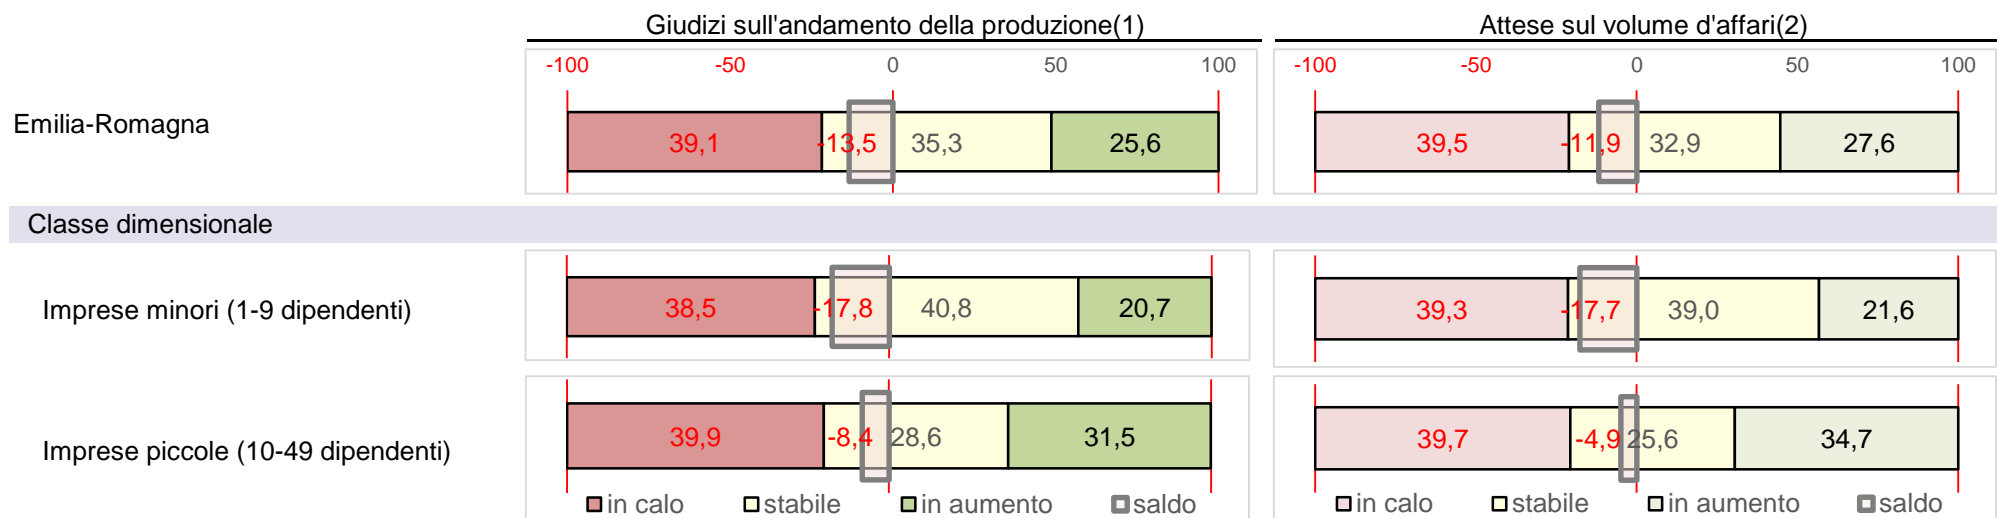 Giudizi sull'andamento della produzione(1)
Attese sul volume d'affari(2)
-100 -50 0 50 100
-100 -50 0 50 100
Emilia-Romagna
39,1 -13,5 35,3 25,6
39,5 -11,9 32,9 27,6
Classe dimensionale
Imprese minori (1-9 dipendenti)
38,5 -17,8 40,8 20,7
39,3 -17,7 39,0 21,6
Imprese piccole (10-49 dipendenti)
39,9 -8,4 28,6 31,5
39,7 -4,9 25,6 34,7
in calo stabile in aumento saldo
in calo stabile in aumento saldo